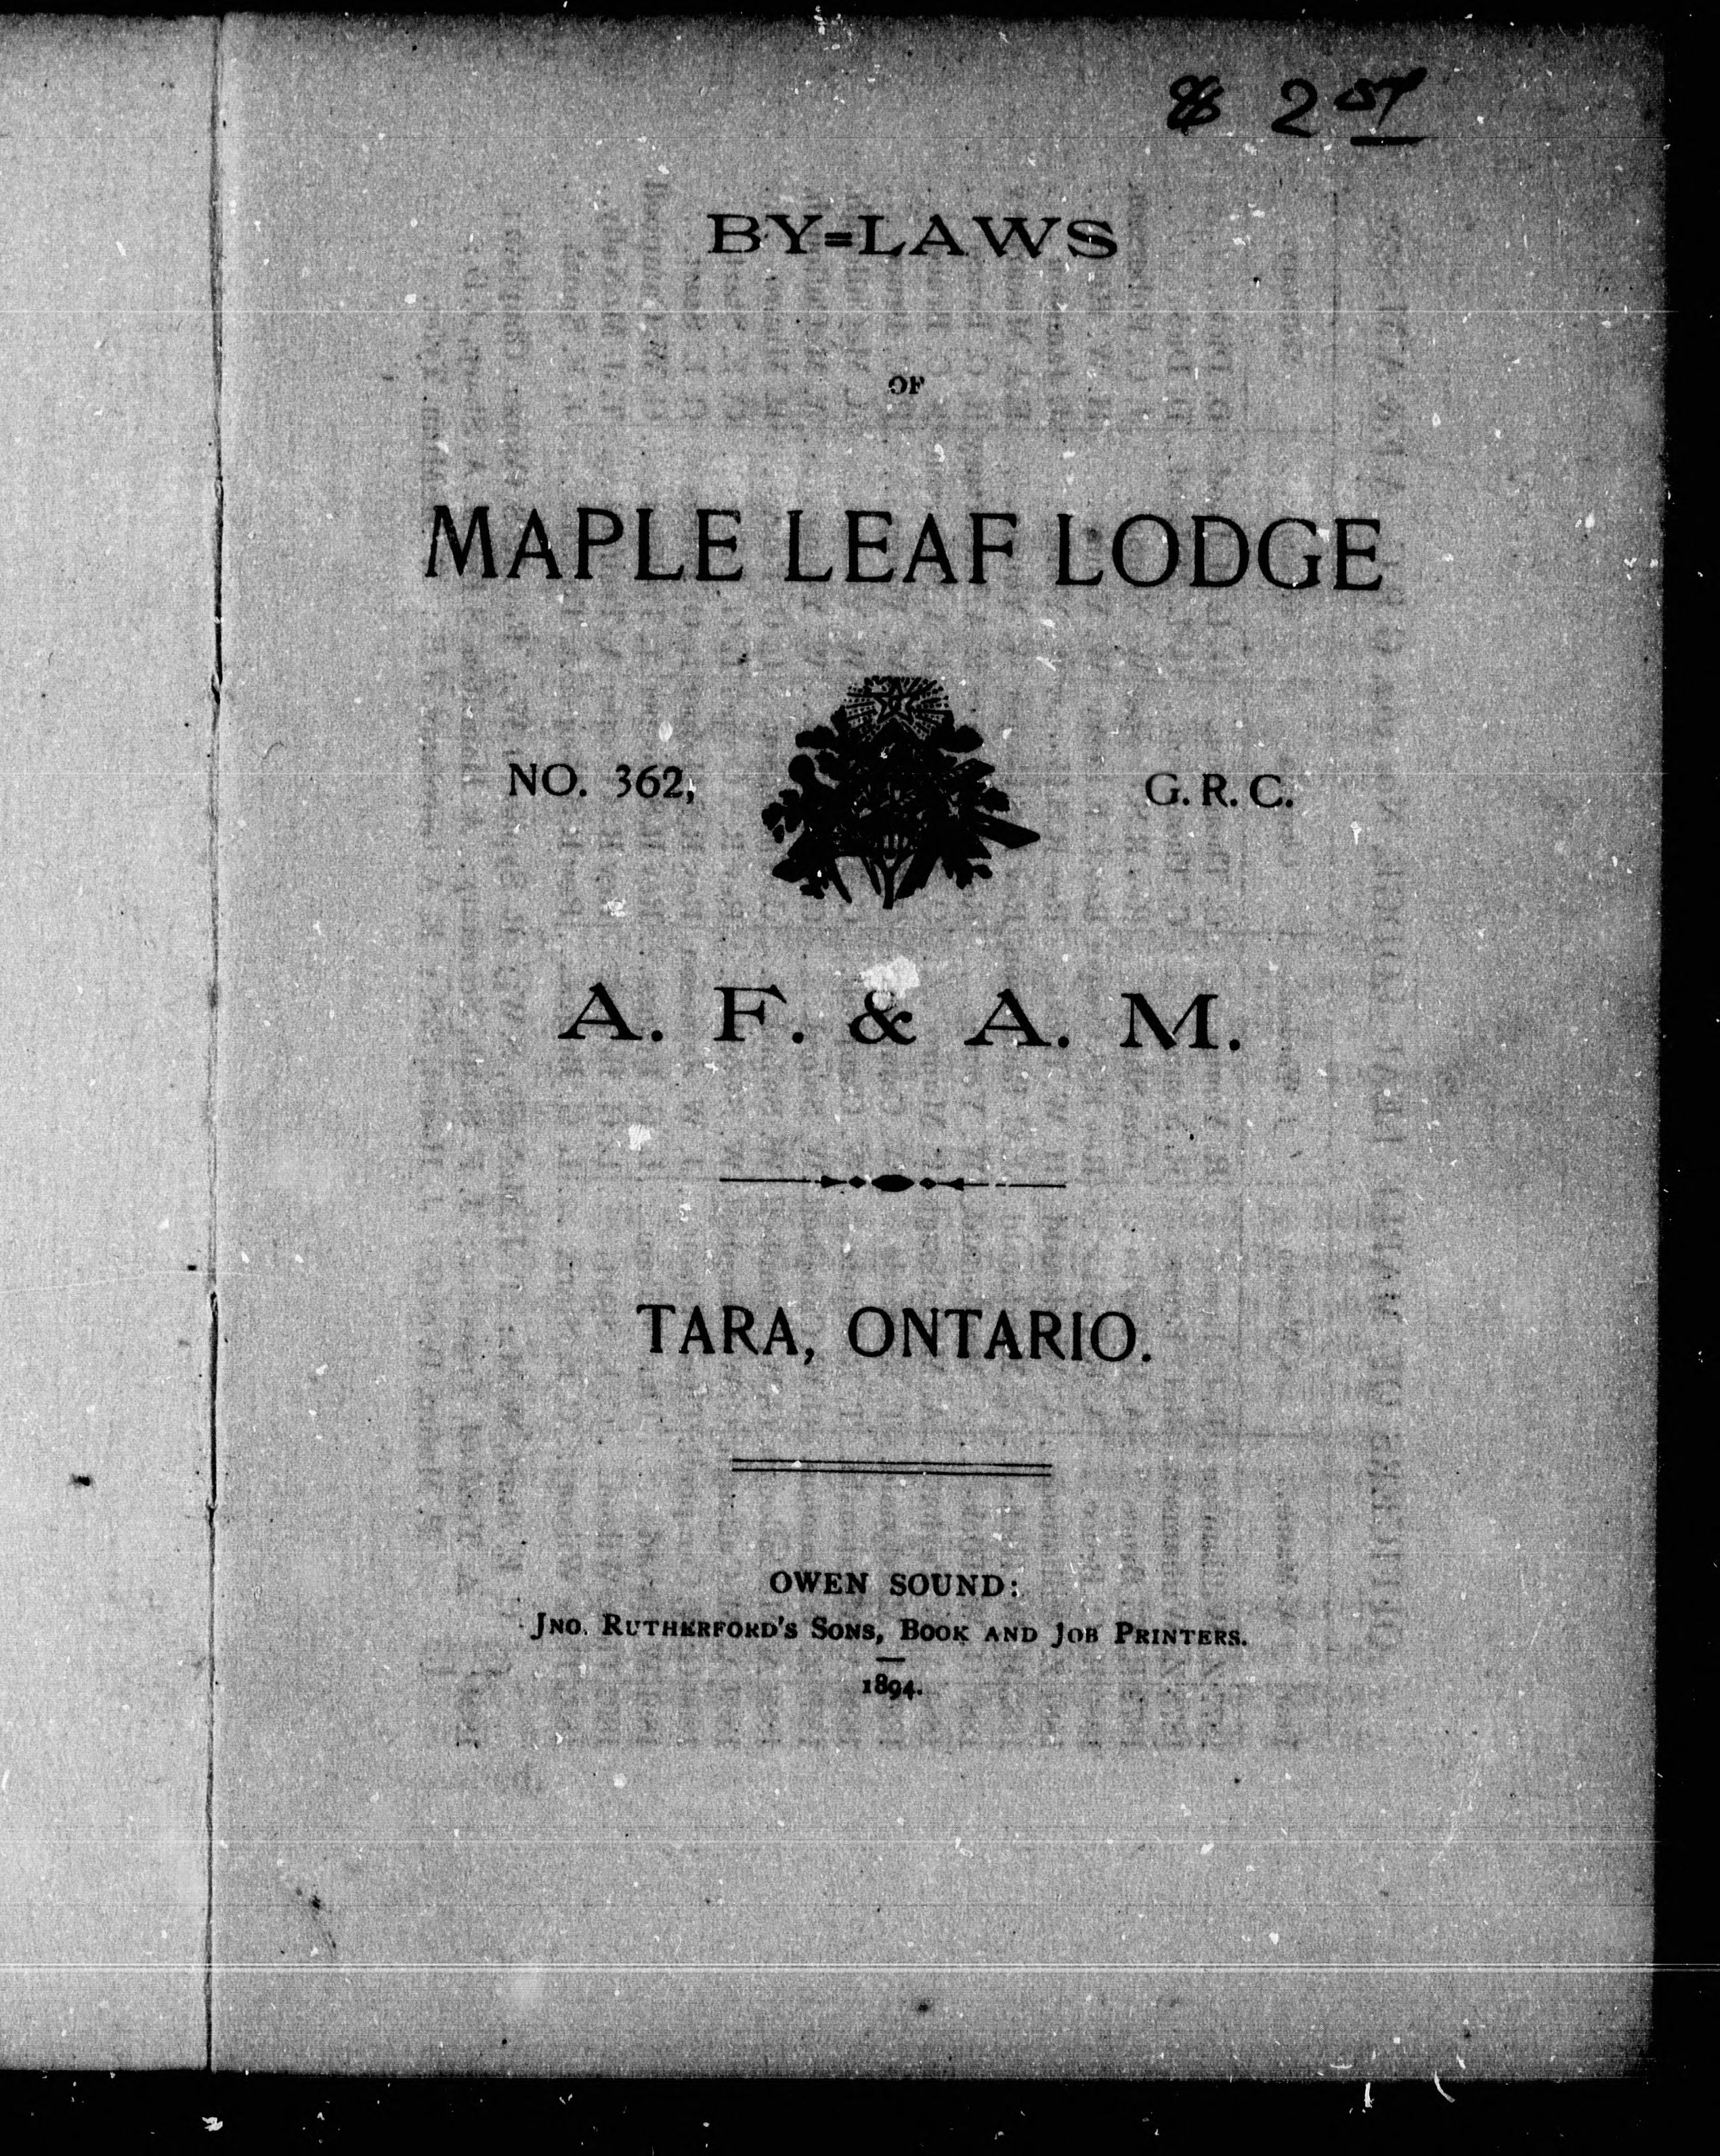 BY=LAWS
OF
MAPLE LEAF LODGE
NO. 362, G. R. C.
A. F. & A. M.
TARA, ONTARIO.
OWEN SOUND:
JNO. RUTHERFORD'S SONS, BOOK AND JOB PRINTERS.
1894.